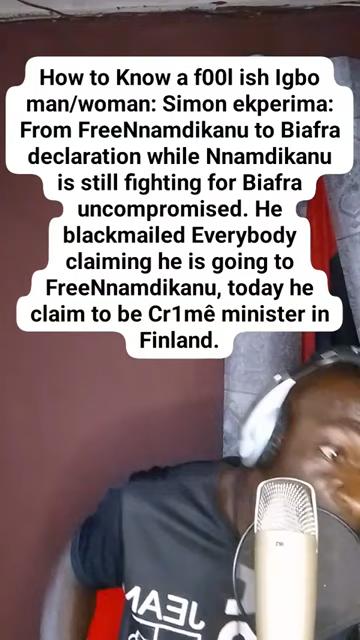 How to Know a f00l ish Igbo
man/woman: Simon ekperima:
From FreeNnamdikanu to Biafra
declaration while Nnamdikanu
is still fighting for Biafra
uncompromised. He
blackmailed Everybody
claiming he is going to
FreeNnamdikanu, today he
claim to be Cr1mê minister in
Finland.
JEAN